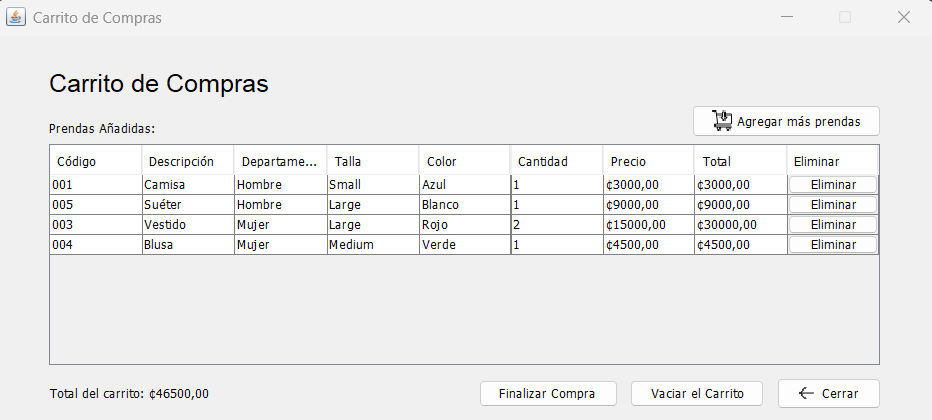 Carrito de Compras
Carrito de Compras
Agregar más prendas
Prendas Añadidas:
Código Descripción Departame... Talla Color Cantidad Precio Total Eliminar
001 Camisa Hombre Small Azul 1 ¢3000,00 ¢3000,00 Eliminar
005 Suéter Hombre Large Blanco 1 ¢9000,00 ¢9000,00 Eliminar
003 Vestido Mujer Large Rojo 2 ¢15000,00 ¢30000,00 Eliminar
004 Blusa Mujer Medium Verde 1 ¢4500,00 ¢4500,00 Eliminar
Total del carrito: ¢46500,00 Finalizar Compra Vaciar el Carrito Cerrar